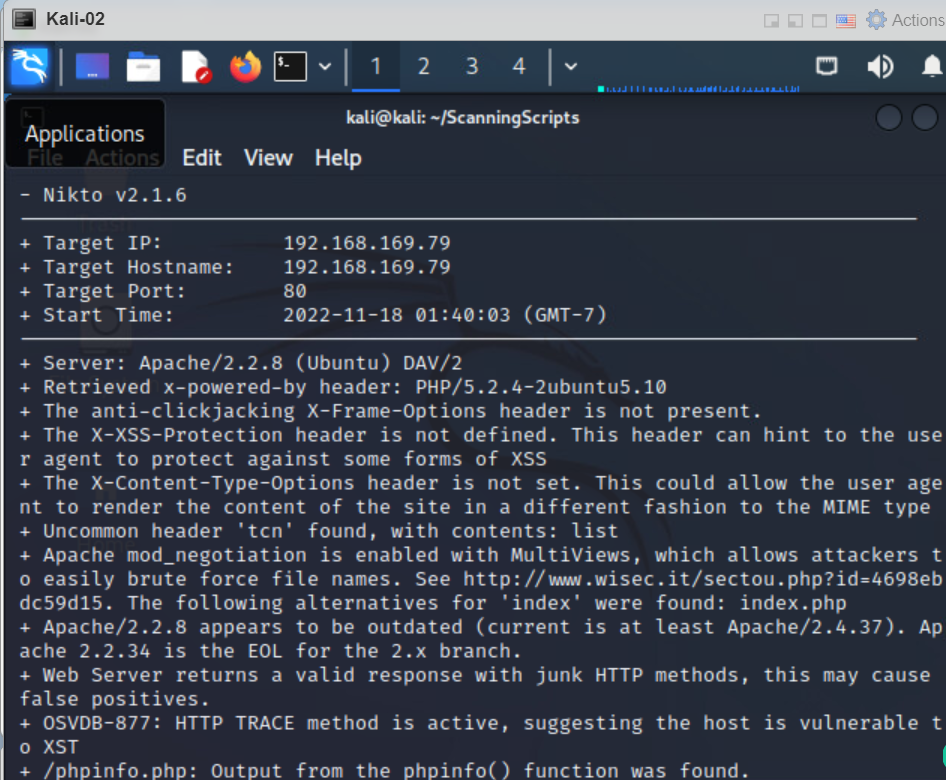 Kali-02
Actions
1 2 3 4
kali@kali: ~/ScanningScripts
Applications
File Actions Edit View Help
- Nikto v2.1.6
+ Target IP: 192.168.169.79
+ Target Hostname: 192.168.169.79
+ Target Port: 80
+ Start Time: 2022-11-18 01:40:03 (GMT-7)
+ Server: Apache/2.2.8 (Ubuntu) DAV/2
+ Retrieved x-powered-by header: PHP/5.2.4-2ubuntu5.10
+ The anti-clickjacking X-Frame-Options header is not present.
+ The X-XSS-Protection header is not defined. This header can hint to the use
r agent to protect against some forms of XSS
+ The X-Content-Type-Options header is not set. This could allow the user age
nt to render the content of the site in a different fashion to the MIME type
+ Uncommon header 'tcn' found, with contents: list
+ Apache mod_negotiation is enabled with MultiViews, which allows attackers t
o easily brute force file names. See http://www.wisec.it/sectou.php?id=4698eb
dc59d15. The following alternatives for 'index' were found: index.php
+ Apache/2.2.8 appears to be outdated (current is at least Apache/2.4.37). Ap
ache 2.2.34 is the EOL for the 2.x branch.
+ Web Server returns a valid response with junk HTTP methods, this may cause
false positives.
+ OSVDB-877: HTTP TRACE method is active, suggesting the host is vulnerable t
o XST
+ /phpinfo.php: Output from the phpinfo() function was found.